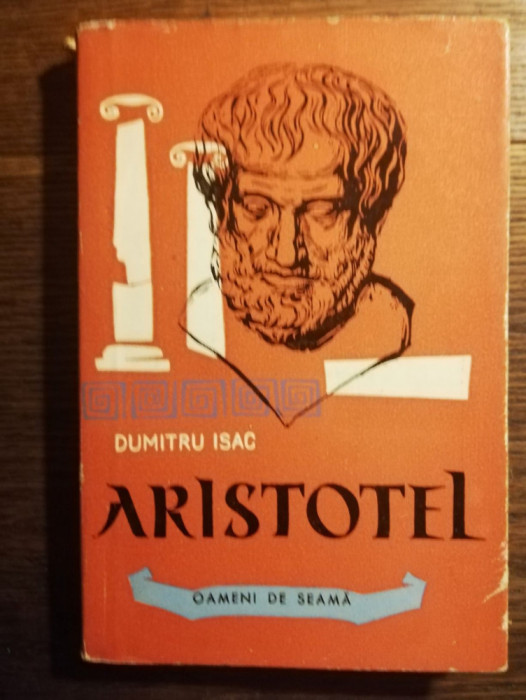 DUMITRU ISAC
ARISTOTEL
OAMENI DE SEAMĂ